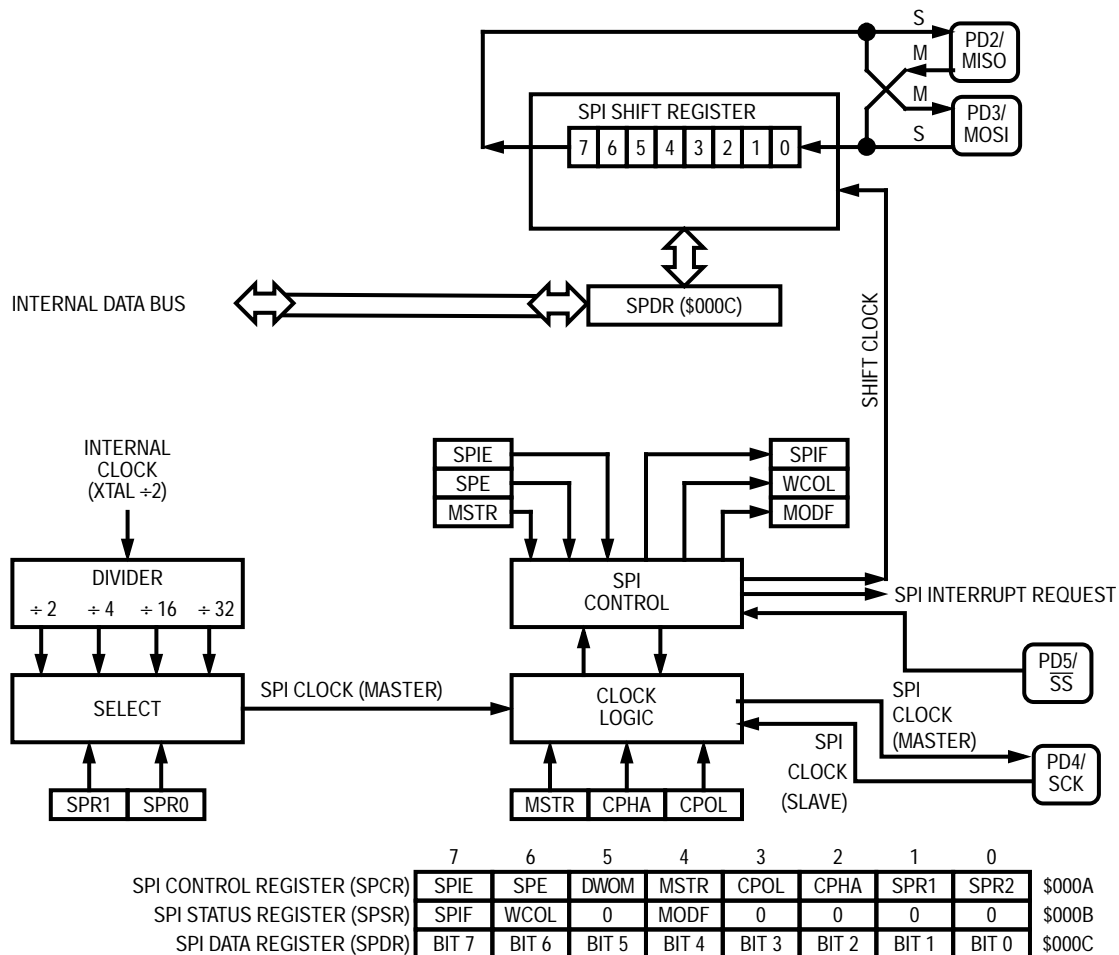 S
PD2/
MISO
M
M
PD3/
MOSI
S
SPI SHIFT REGISTER
7 6 5 4 3 2 1 0
INTERNAL DATA BUS
SPDR ($000C)
SHIFT CLOCK
INTERNAL
CLOCK
(XTAL ÷2)
SPIE
SPE
MSTR
SPIF
WCOL
MODF
DIVIDER
÷ 2 ÷ 4 ÷ 16 ÷ 32
SPI
CONTROL
SPI INTERRUPT REQUEST
PD5/
SS
SELECT
SPI CLOCK (MASTER)
CLOCK
LOGIC
SPI
CLOCK
(MASTER)
SPI
CLOCK
(SLAVE)
PD4/
SCK
SPR1 SPR0
MSTR CPHA CPOL
7 6 5 4 3 2 1 0
SPI CONTROL REGISTER (SPCR) SPIE SPE DWOM MSTR CPOL CPHA SPR1 SPR2 $000A
SPI STATUS REGISTER (SPSR) SPIF WCOL 0 MODF 0 0 0 0 $000B
SPI DATA REGISTER (SPDR) BIT 7 BIT 6 BIT 5 BIT 4 BIT 3 BIT 2 BIT 1 BIT 0 $000C